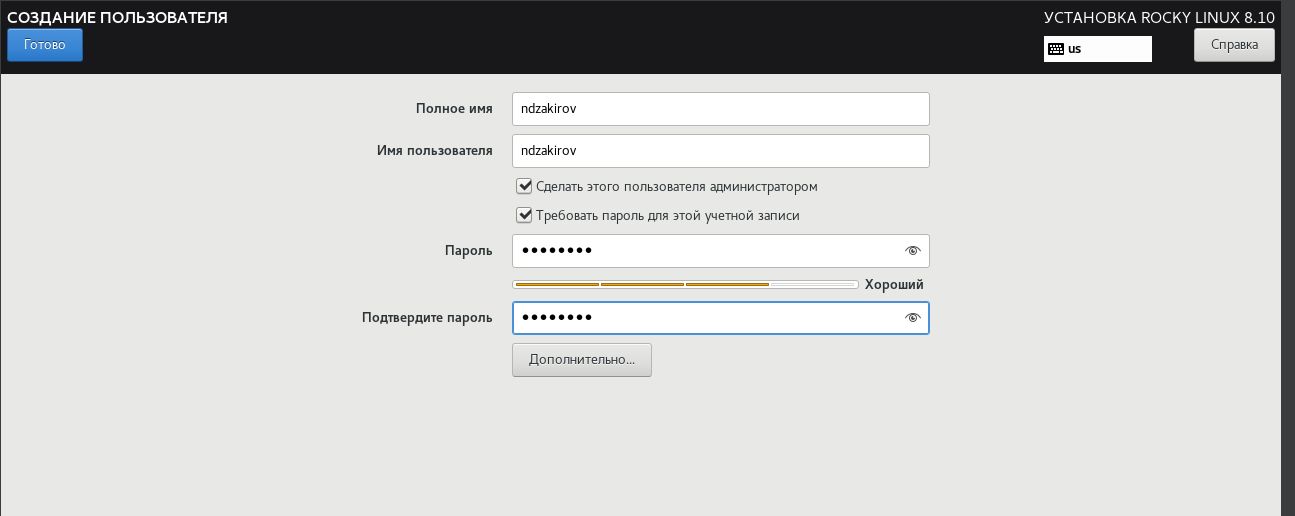 СОЗДАНИЕ ПОЛЬЗОВАТЕЛЯ
УСТАНОВКА ROCKY LINUX 8.10
Готово
us
Справка
Полное имя
ndzakirov
Имя пользователя
ndzakirov
Сделать этого пользователя администратором
Требовать пароль для этой учетной записи
Пароль
••••••••
Хороший
Подтвердите пароль
••••••••
Дополнительно...